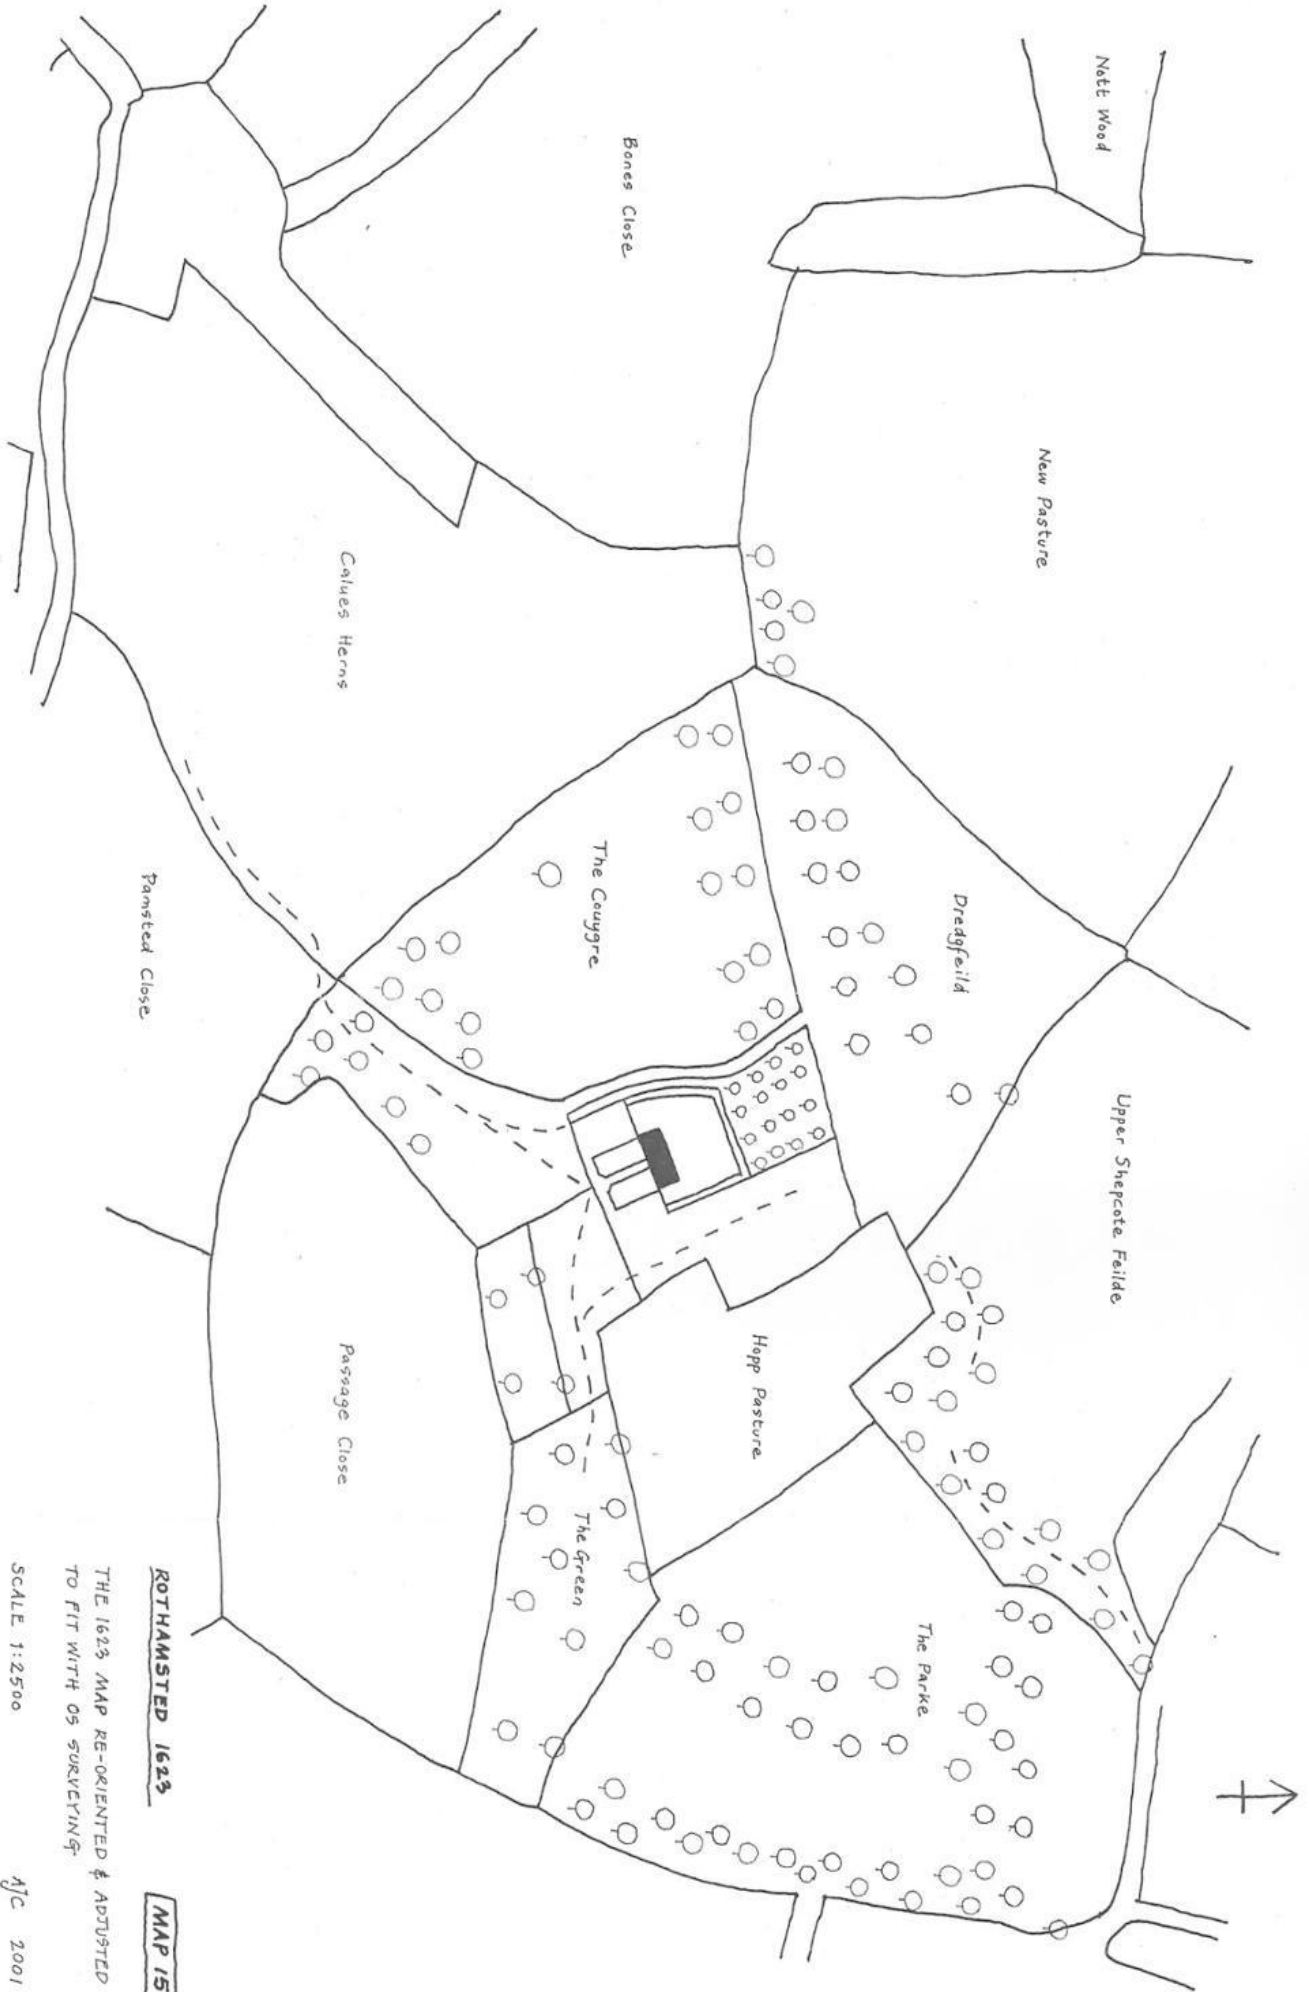 Nott Wood
Bones Close
New Pasture
Calues Herns
The Couygre
Dredgfeild
Upper Shepcote Feilde
Pamsted Close
Hopp Pasture
Passage Close
The Green
The Parke
ROTHAMSTED 1623
MAP 15
THE 1623 MAP RE-ORIENTED & ADJUSTED
TO FIT WITH OS SURVEYING
SCALE 1:2500
AJC 2001